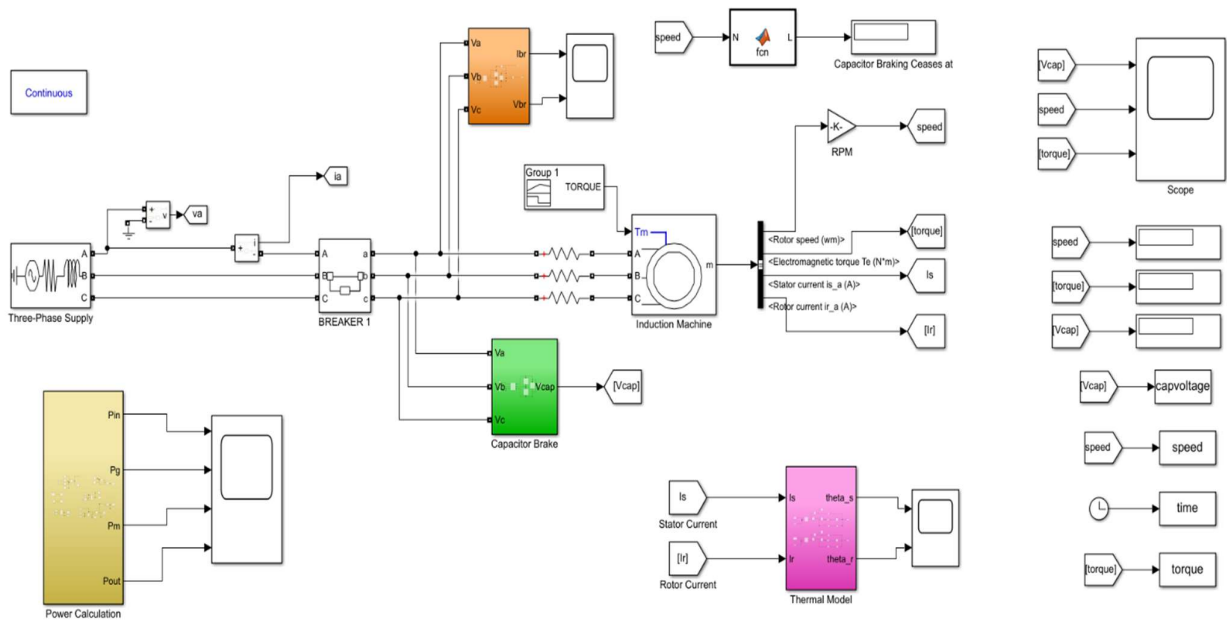 Continuous
Va
Vb
Vc
Ibr
Vbr
speed
N
fcn
L
Capacitor Braking Ceases at
-K-
RPM
speed
[Vcap]
speed
[torque]
Scope
+
-
v
va
ia
+
i
-
A
B
C
Three-Phase Supply
A
B
C
a
b
c
BREAKER 1
+
+
+
Group 1
TORQUE
Tm
A
B
C
m
Induction Machine
<Rotor speed (wm)>
<Electromagnetic torque Te (N*m)>
<Stator current is_a (A)>
<Rotor current ir_a (A)>
[torque]
Is
[Ir]
speed
[torque]
[Vcap]
Va
Vb
Vc
Vcap
Capacitor Brake
[Vcap]
[Vcap]
capvoltage
speed
speed
time
[torque]
torque
Pin
Pg
Pm
Pout
Power Calculation
Is
Stator Current
[Ir]
Rotor Current
Is
Ir
theta_s
theta_r
Thermal Model